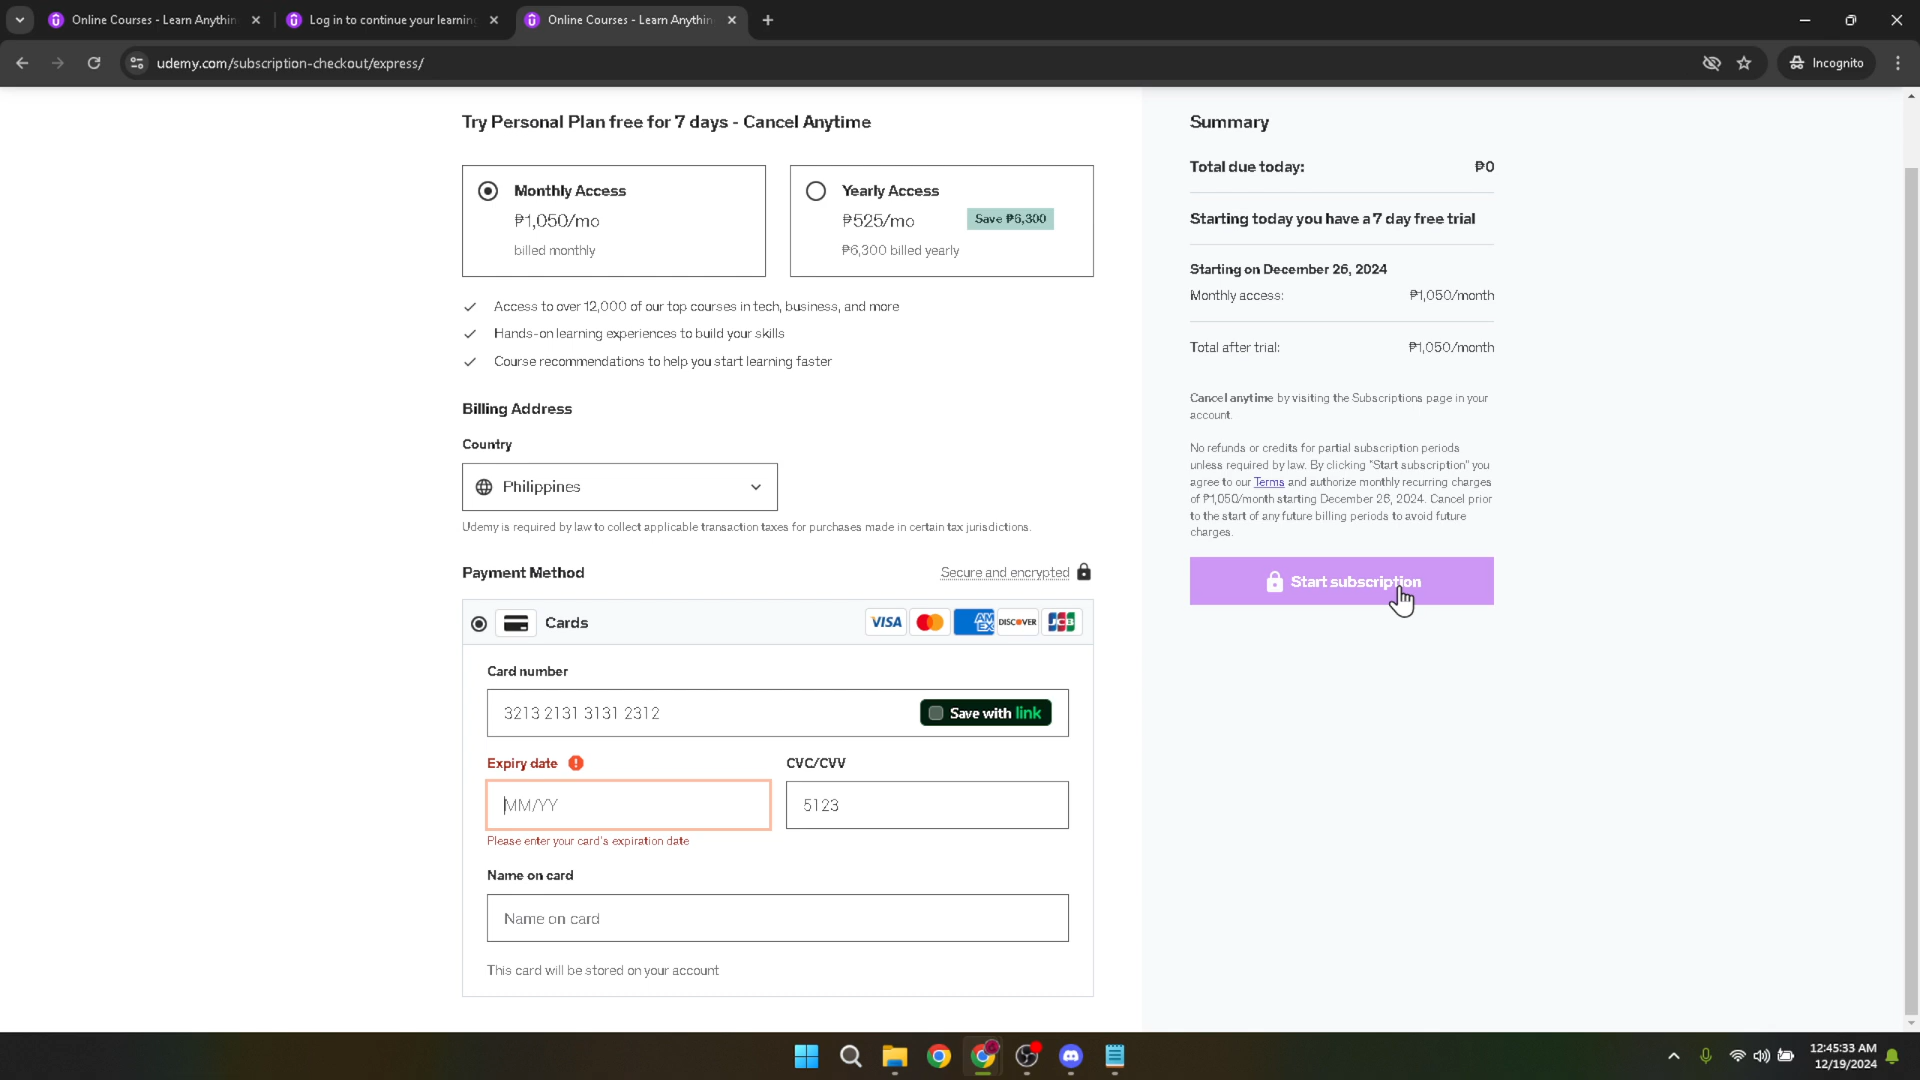 Online Courses - Learn Anythin
Log in to continue your learning
Online Courses - Learn Anythin
udemy.com/subscription-checkout/express/
Incognito
Try Personal Plan free for 7 days - Cancel Anytime
Monthly Access
₱1,050/mo
billed monthly
Yearly Access
₱525/mo
Save ₱6,300
₱6,300 billed yearly
Access to over 12,000 of our top courses in tech, business, and more
Hands-on learning experiences to build your skills
Course recommendations to help you start learning faster
Billing Address
Country
Philippines
Udemy is required by law to collect applicable transaction taxes for purchases made in certain tax jurisdictions.
Payment Method
Secure and encrypted
Cards
VISA
AM
EX
DISCOVER
JCB
Card number
3213 2131 3131 2312
Save with link
Expiry date
MM/YY
Please enter your card's expiration date
CVC/CVV
5123
Name on card
Name on card
This card will be stored on your account
Summary
Total due today: ₱0
Starting today you have a 7 day free trial
Starting on December 26, 2024
Monthly access: ₱1,050/month
Total after trial: ₱1,050/month
Cancel anytime by visiting the Subscriptions page in your
account.
No refunds or credits for partial subscription periods
unless required by law. By clicking "Start subscription" you
agree to our Terms and authorize monthly recurring charges
of ₱1,050/month starting December 26, 2024. Cancel prior
to the start of any future billing periods to avoid future
charges.
Start subscription
12:45:33 AM
12/19/2024